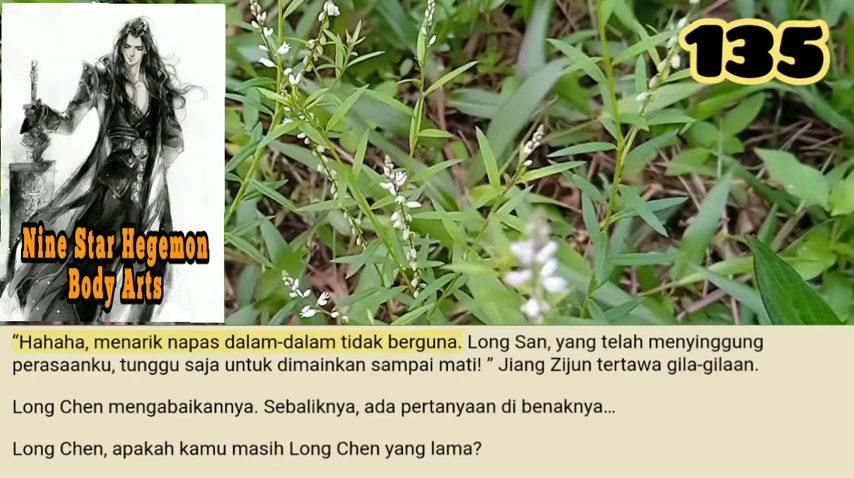 135
Nine Star Hegemon
Body Arts
“Hahaha, menarik napas dalam-dalam tidak berguna. Long San, yang telah menyinggung
perasaanku, tunggu saja untuk dimainkan sampai mati! ” Jiang Zijun tertawa gila-gilaan.
Long Chen mengabaikannya. Sebaliknya, ada pertanyaan di benaknya...
Long Chen, apakah kamu masih Long Chen yang lama?